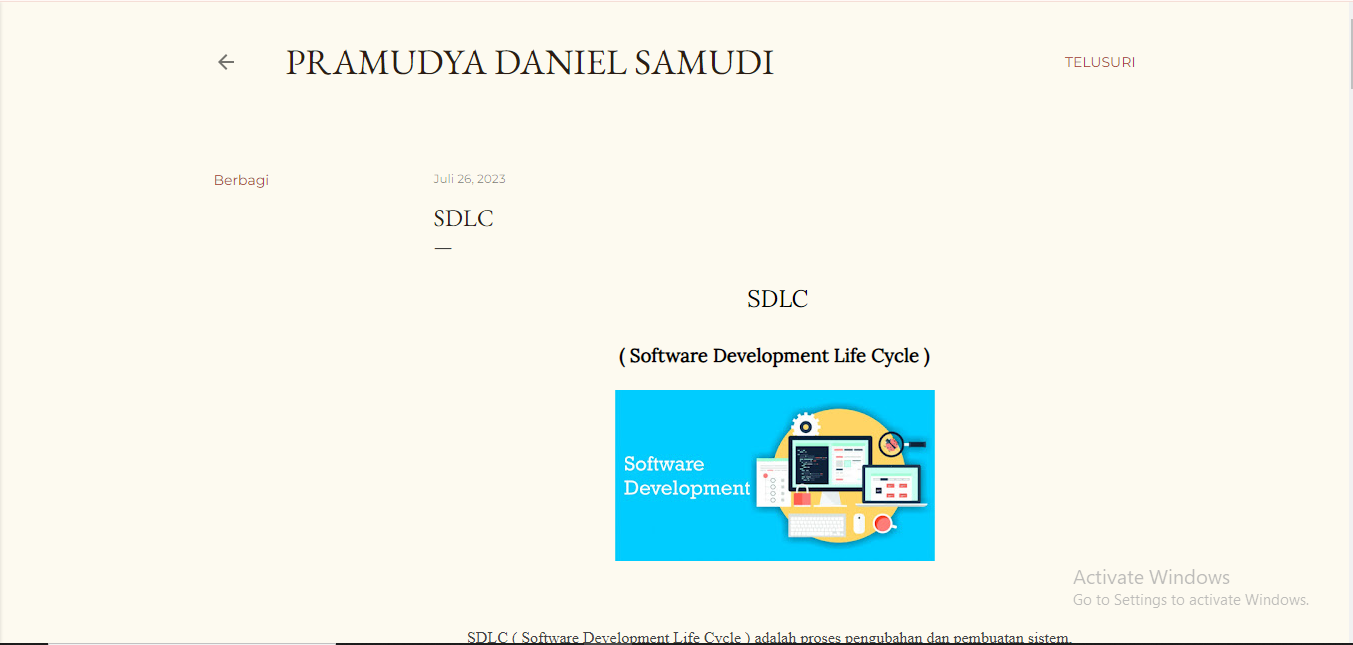 PRAMUDYA DANIEL SAMUDI
TELUSURI
Berbagi
Juli 26, 2023
SDLC
SDLC
( Software Development Life Cycle )
Software
Development
Activate Windows
Go to Settings to activate Windows.
SDLC ( Software Development Life Cycle ) adalah proses pengubahan dan pembuatan sistem,